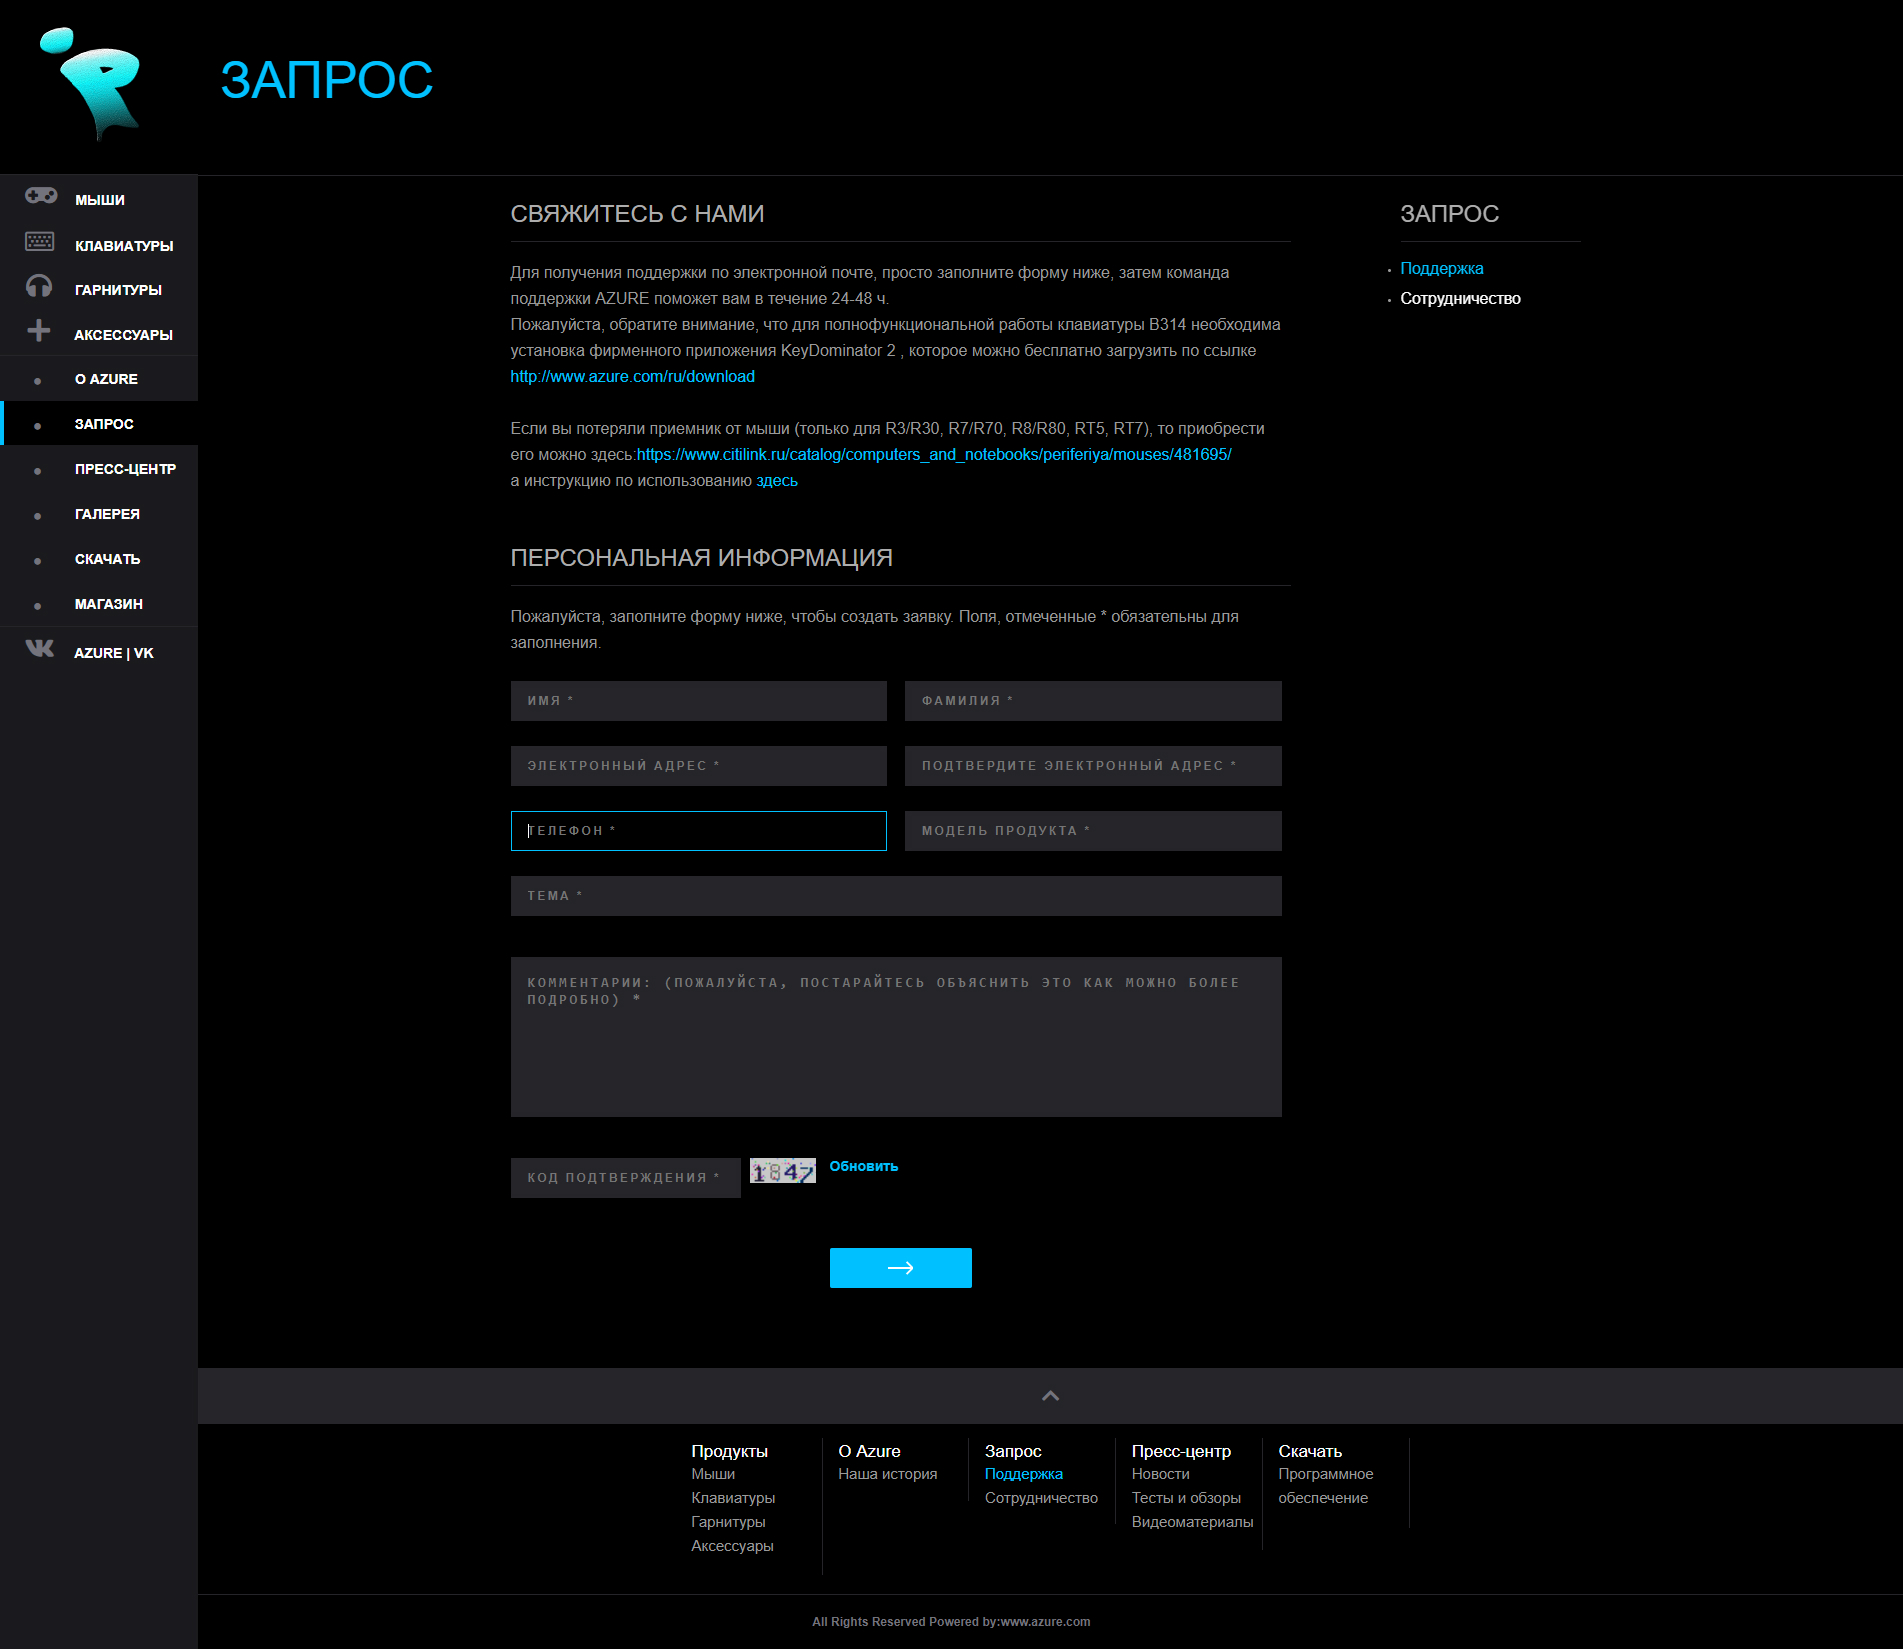 ЗАПРОС
МЫШИ
КЛАВИАТУРЫ
ГАРНИТУРЫ
АКСЕССУАРЫ
О AZURE
ЗАПРОС
ПРЕСС-ЦЕНТР
ГАЛЕРЕЯ
СКАЧАТЬ
МАГАЗИН
AZURE | VK
СВЯЖИТЕСЬ С НАМИ
Для получения поддержки по электронной почте, просто заполните форму ниже, затем команда
поддержки AZURE поможет вам в течение 24-48 ч.
Пожалуйста, обратите внимание, что для полнофункциональной работы клавиатуры B314 необходима
установка фирменного приложения KeyDominator 2 , которое можно бесплатно загрузить по ссылке
http://www.azure.com/ru/download
Если вы потеряли приемник от мыши (только для R3/R30, R7/R70, R8/R80, RT5, RT7), то приобрести
его можно здесь:https://www.citilink.ru/catalog/computers_and_notebooks/periferiya/mouses/481695/
а инструкцию по использованию здесь
ПЕРСОНАЛЬНАЯ ИНФОРМАЦИЯ
Пожалуйста, заполните форму ниже, чтобы создать заявку. Поля, отмеченные * обязательны для
заполнения.
ИМЯ *
ФАМИЛИЯ *
ЭЛЕКТРОННЫЙ АДРЕС *
ПОДТВЕРДИТЕ ЭЛЕКТРОННЫЙ АДРЕС *
ТЕЛЕФОН *
МОДЕЛЬ ПРОДУКТА *
ТЕМА *
КОММЕНТАРИИ: (ПОЖАЛУЙСТА, ПОСТАРАЙТЕСЬ ОБЪЯСНИТЬ ЭТО КАК МОЖНО БОЛЕЕ
ПОДРОБНО) *
КОД ПОДТВЕРЖДЕНИЯ *
1847
Обновить
ЗАПРОС
Поддержка
Сотрудничество
Продукты
Мыши
Клавиатуры
Гарнитуры
Аксессуары
О Azure
Наша история
Запрос
Поддержка
Сотрудничество
Пресс-центр
Новости
Тесты и обзоры
Видеоматериалы
Скачать
Программное
обеспечение
All Rights Reserved Powered by:www.azure.com